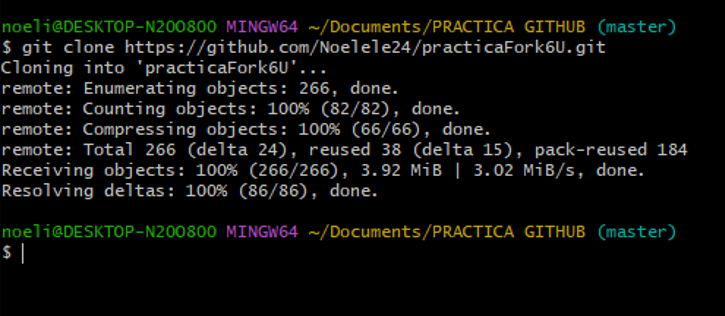 noeli@DESKTOP-N2OO8OO MINGW64 ~/Documents/PRACTICA GITHUB (master)
$ git clone https://github.com/Noelele24/practicaFork6U.git
Cloning into 'practicaFork6U'...
remote: Enumerating objects: 266, done.
remote: Counting objects: 100% (82/82), done.
remote: Compressing objects: 100% (66/66), done.
remote: Total 266 (delta 24), reused 38 (delta 15), pack-reused 184
Receiving objects: 100% (266/266), 3.92 MiB | 3.02 MiB/s, done.
Resolving deltas: 100% (86/86), done.
noeli@DESKTOP-N2OO8OO MINGW64 ~/Documents/PRACTICA GITHUB (master)
$